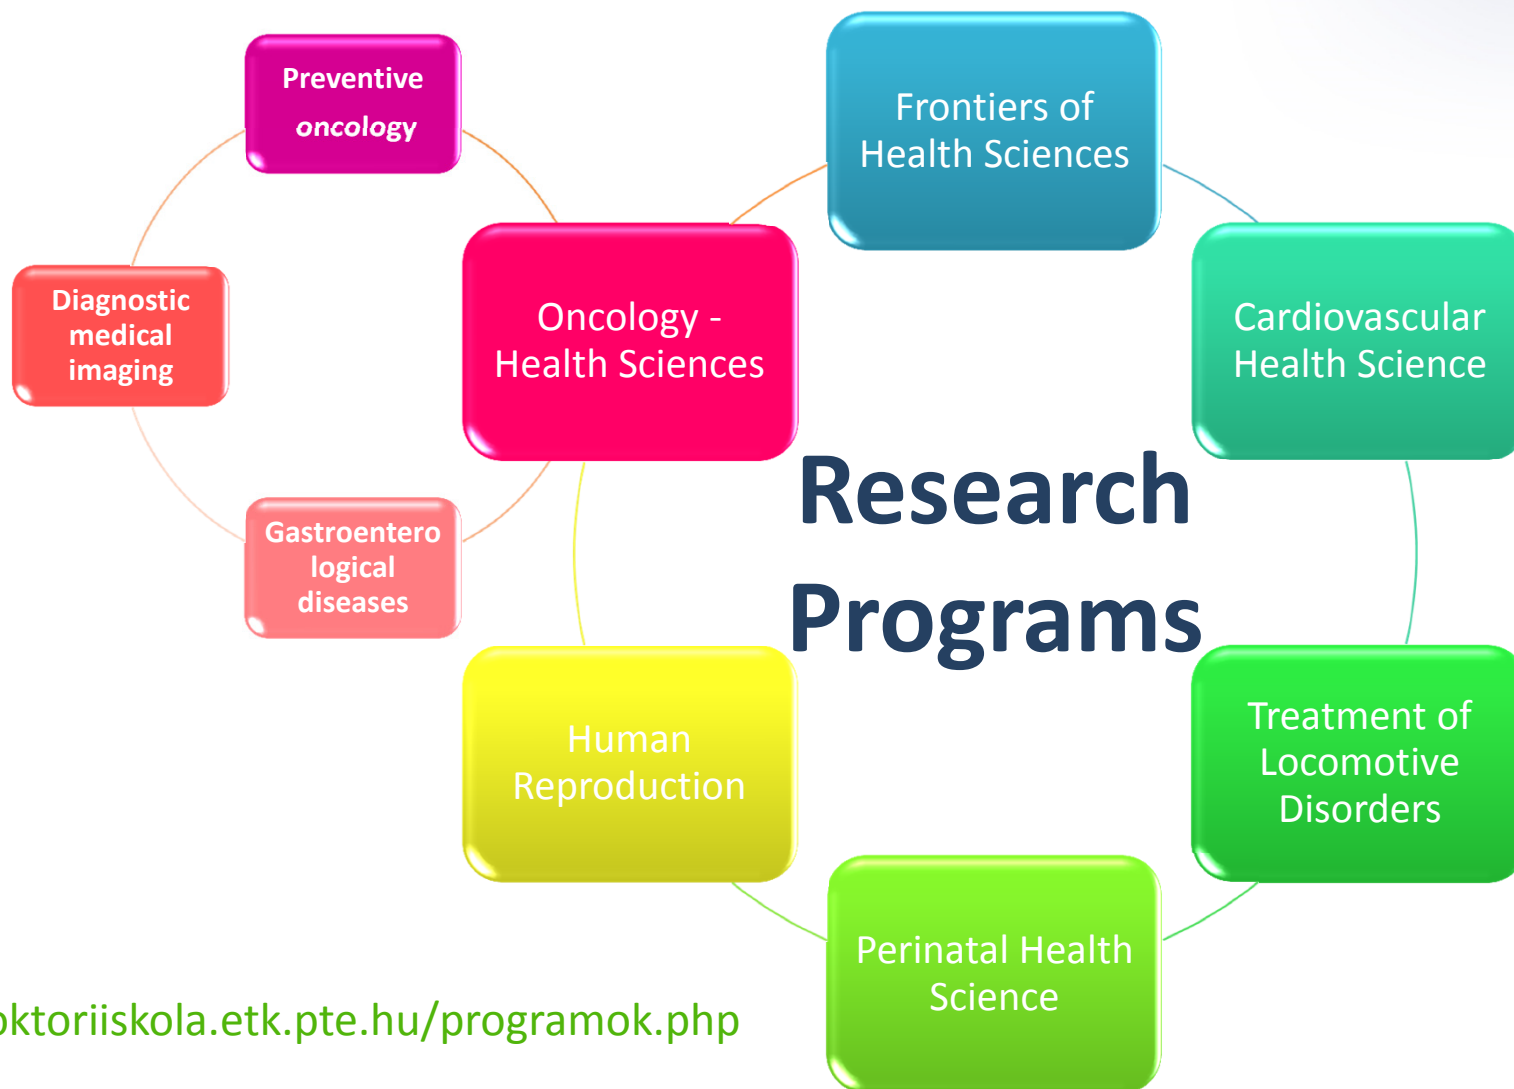 Preventive
oncology
Frontiers of
Health Sciences
Diagnostic
medical
imaging
Oncology -
Health Sciences
Cardiovascular
Health Science
Research
Programs
Gastroentero
logical
diseases
Human
Reproduction
Treatment of
Locomotive
Disorders
Perinatal Health
Science
oktoriiskola.etk.pte.hu/programok.php